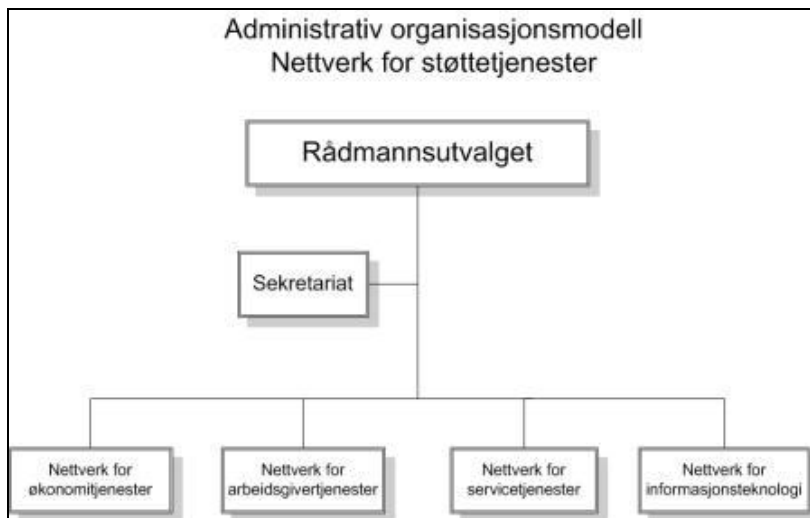 Administrativ organisasjonsmodell
Nettverk for støttetjenester
Rådmannsutvalget
Sekretariat
Nettverk for
økonomitjenester
Nettverk for
arbeidsgivertjenester
Nettverk for
servicetjenester
Nettverk for
informasjonsteknologi